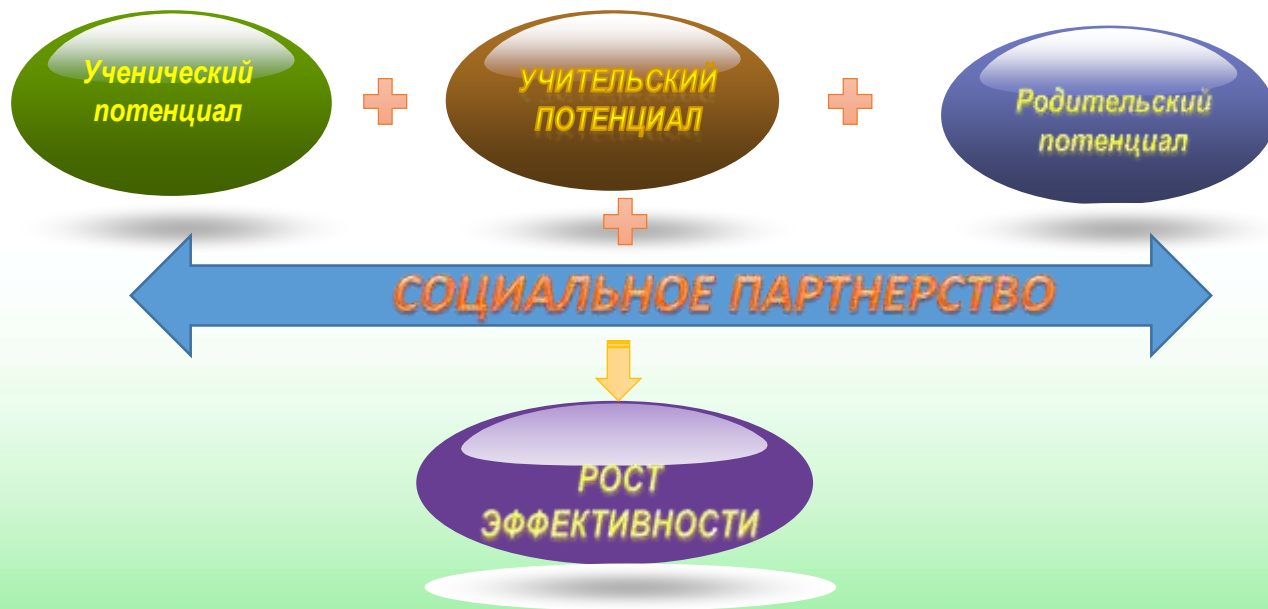 Ученический
потенциал
УЧИТЕЛЬСКИЙ
ПОТЕНЦИАЛ
Родительский
потенциал
СОЦИАЛЬНОЕ ПАРТНЕРСТВО
РОСТ
ЭФФЕКТИВНОСТИ